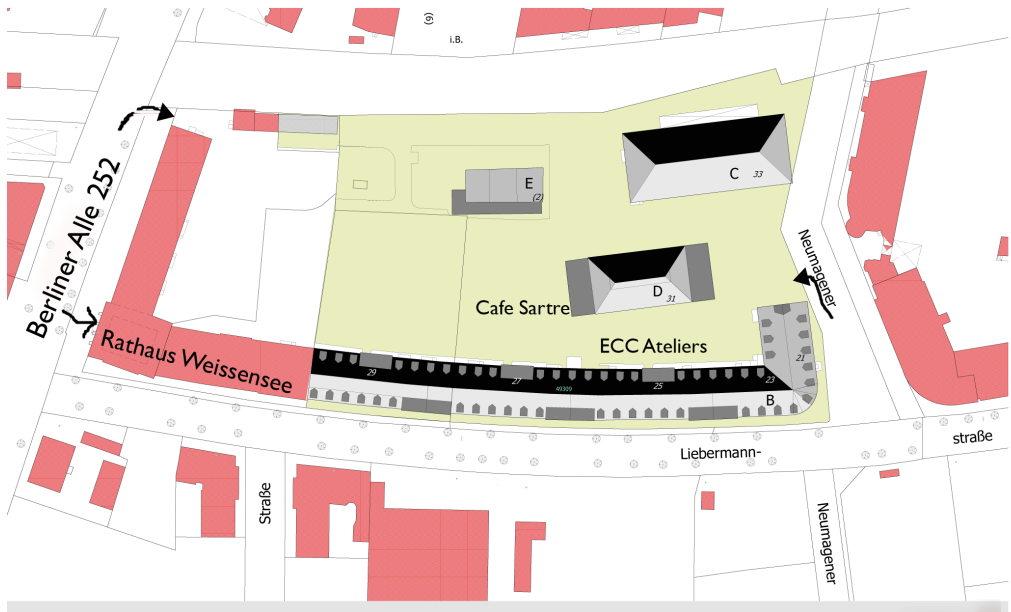 (6)
i.B.
Berliner Alle 252
E
(2)
C
33
Neumagener
D
31
Cafe Sartre
ECC Ateliers
Rathaus Weissensee
29
27
25
23
21
49309
B
Liebermann-
straße
Straße
Neumagener